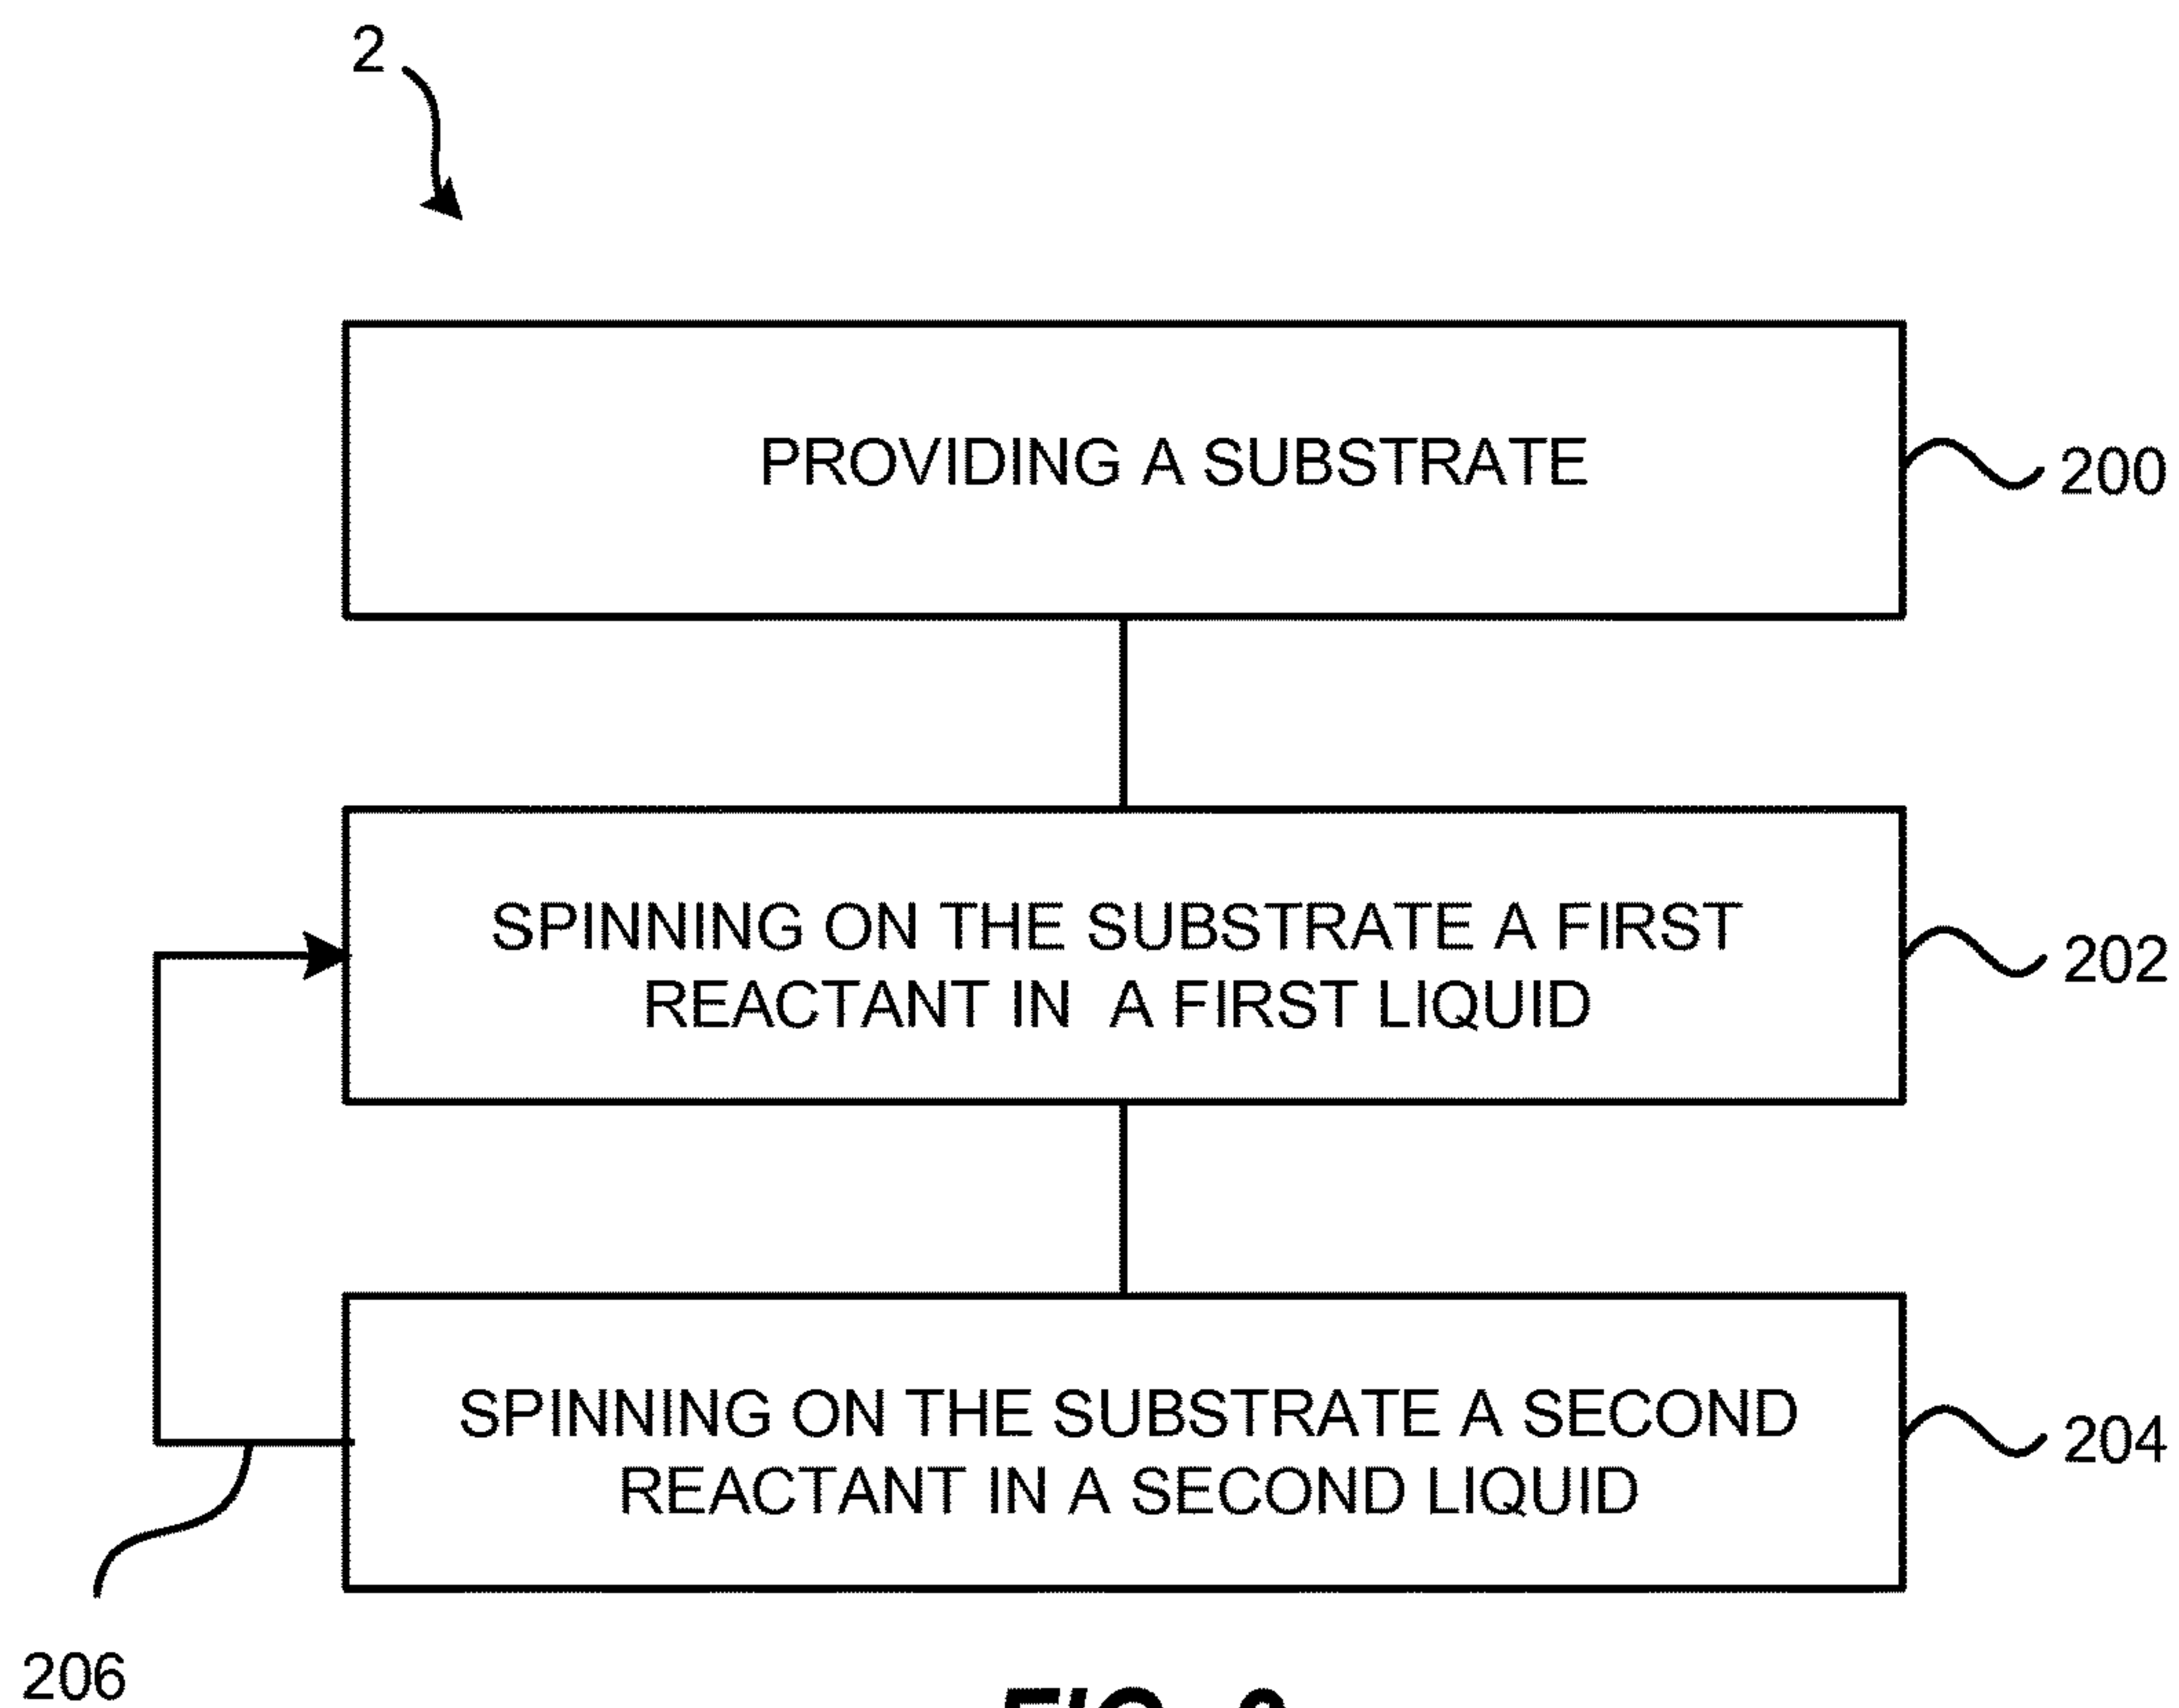 2
PROVIDING A SUBSTRATE
200
SPINNING ON THE SUBSTRATE A FIRST
REACTANT IN A FIRST LIQUID
202
SPINNING ON THE SUBSTRATE A SECOND
REACTANT IN A SECOND LIQUID
204
206
FIG.